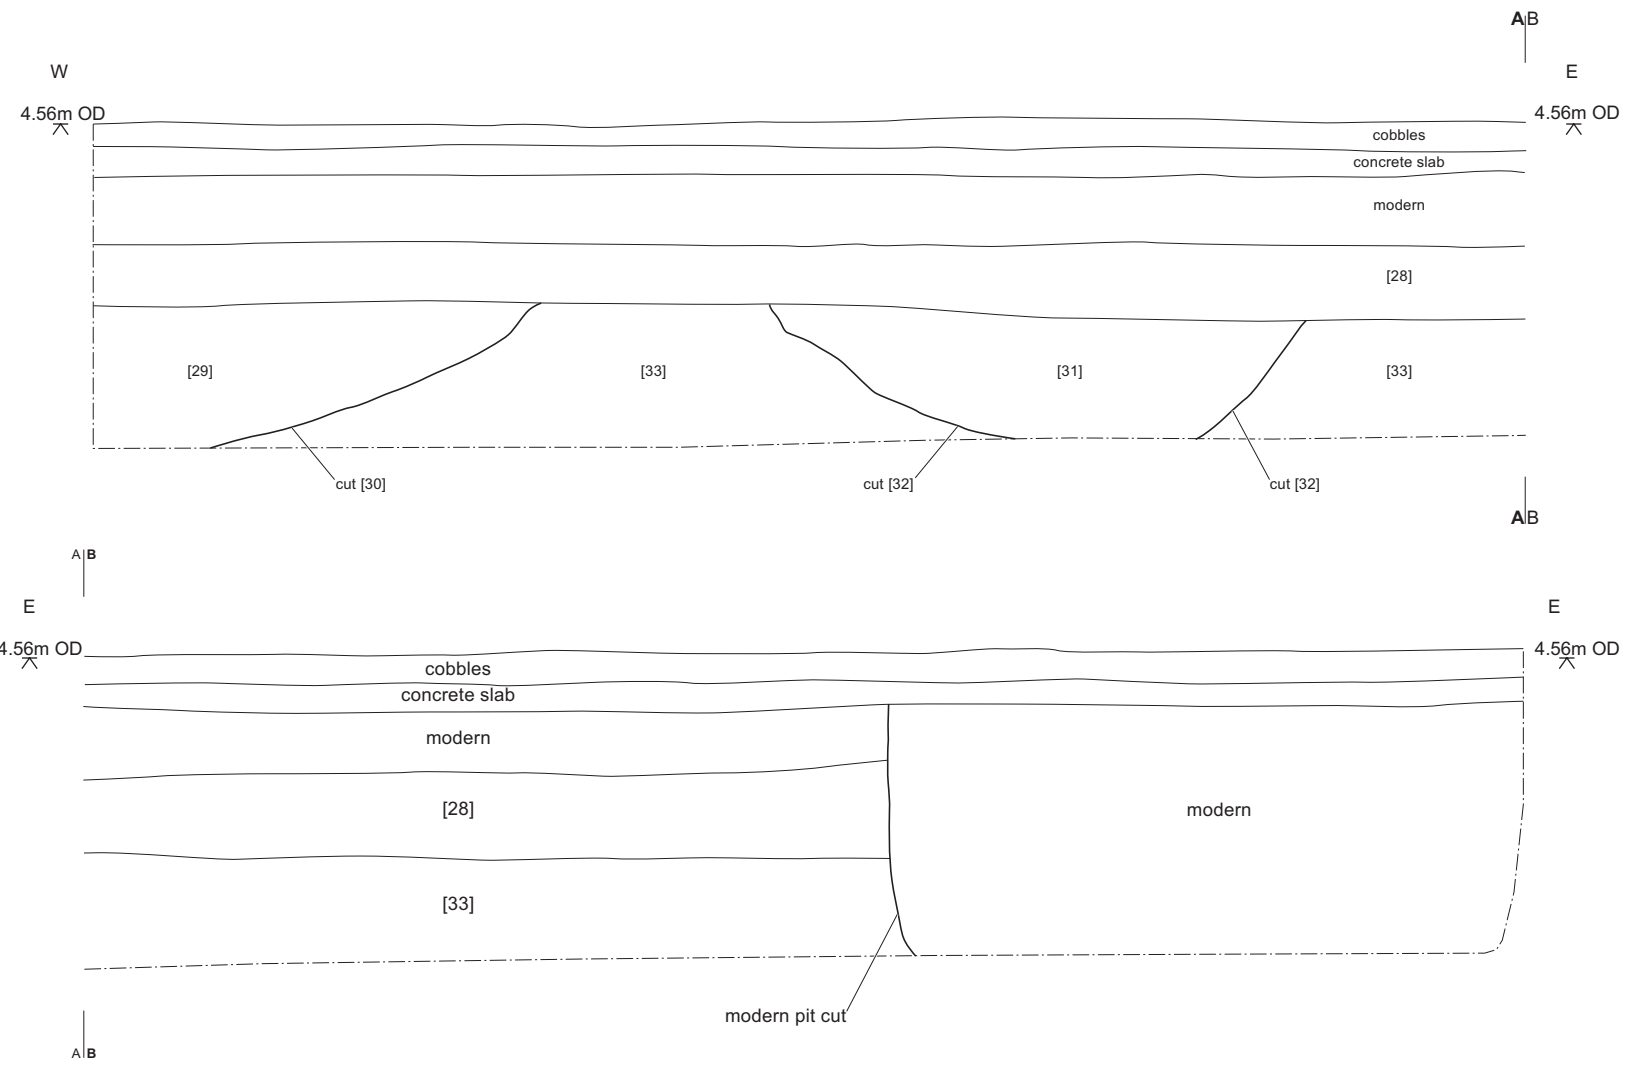 AB
W
E
4.56m OD
4.56m OD
cobbles
concrete slab
modern
[28]
[29]
[33]
[31]
[33]
cut [30]
cut [32]
cut [32]
AB
AB
E
E
4.56m OD
4.56m OD
cobbles
concrete slab
modern
[28]
modern
[33]
modern pit cut
AB